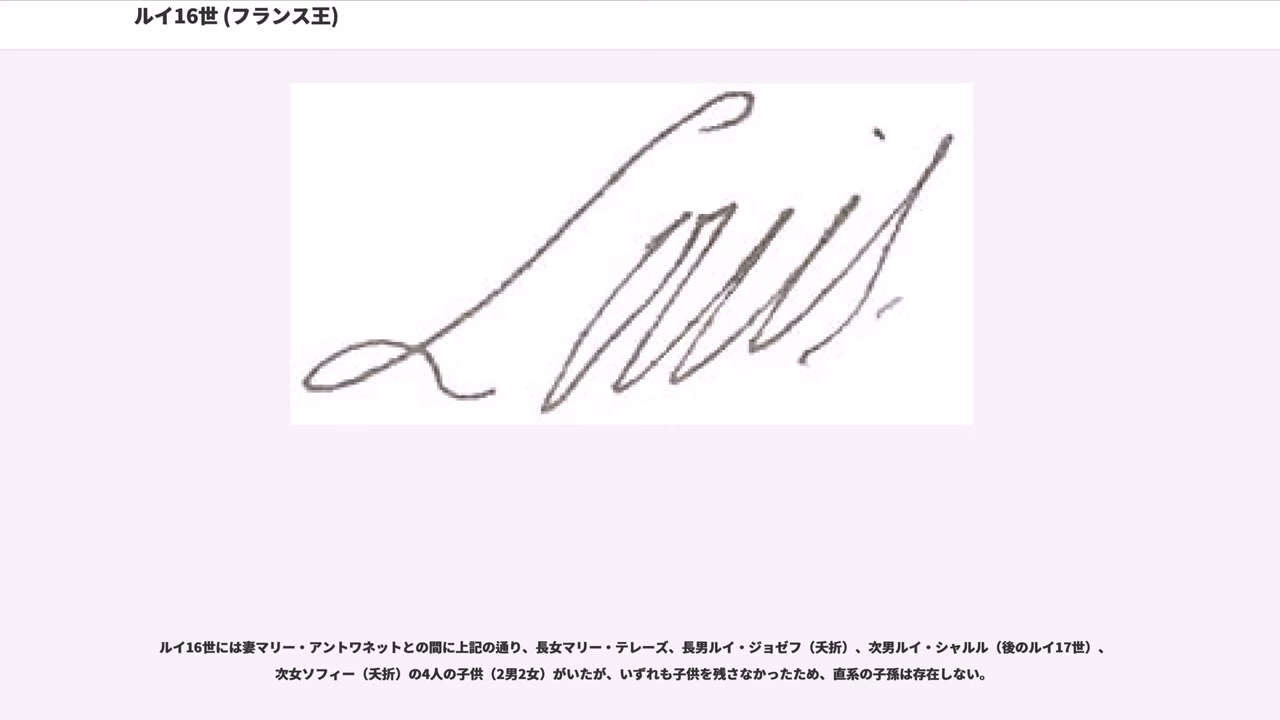 ルイ16世 (フランス王)
Louis
ルイ16世には妻マリー・アントワネットとの間に上記の通り、長女マリー・テレーズ、長男ルイ・ジョゼフ（夭折）、次男ルイ・シャルル（後のルイ17世）、
次女ソフィー（夭折）の4人の子供（2男2女）がいたが、いずれも子供を残さなかったため、直系の子孫は存在しない。